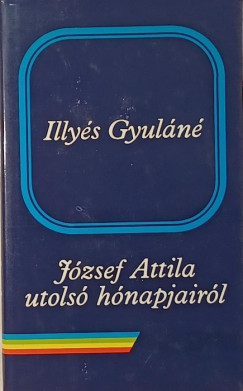 Illyés Gyuláné
József Attila
utolsó hónapjairól